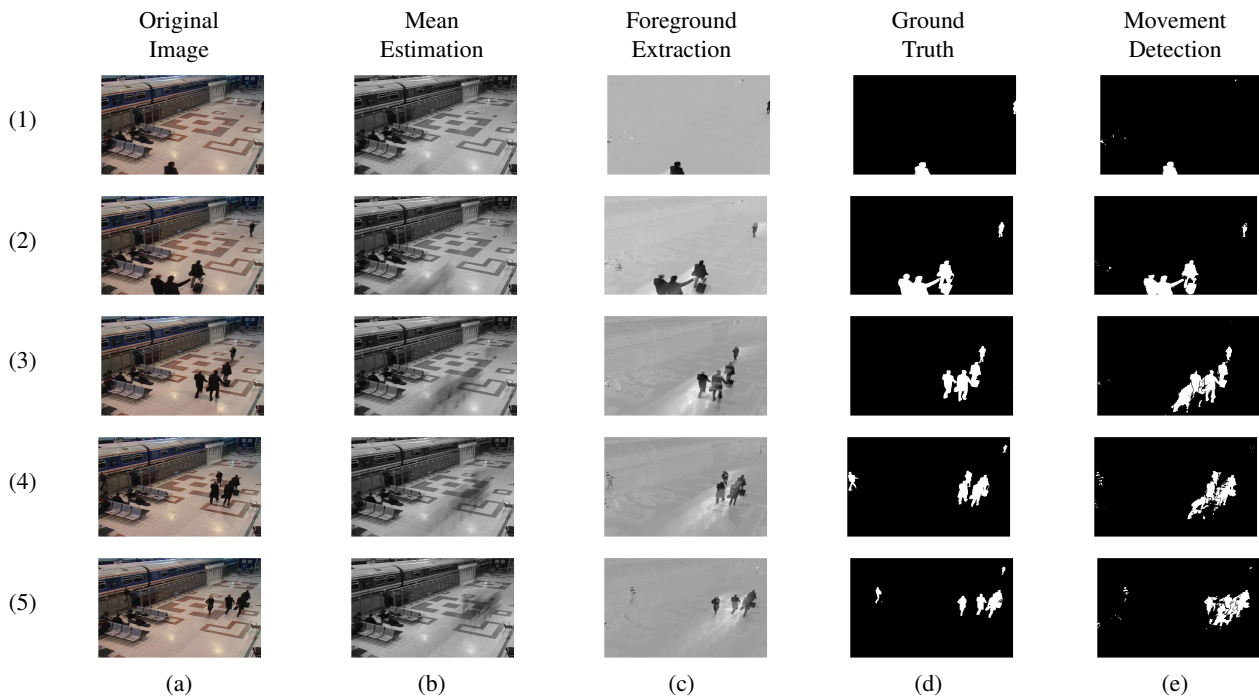 Original Mean Foreground Ground Movement
Image Estimation Extraction Truth Detection
(1)
(2)
(3)
(4)
(5)
(a) (b) (c) (d) (e)